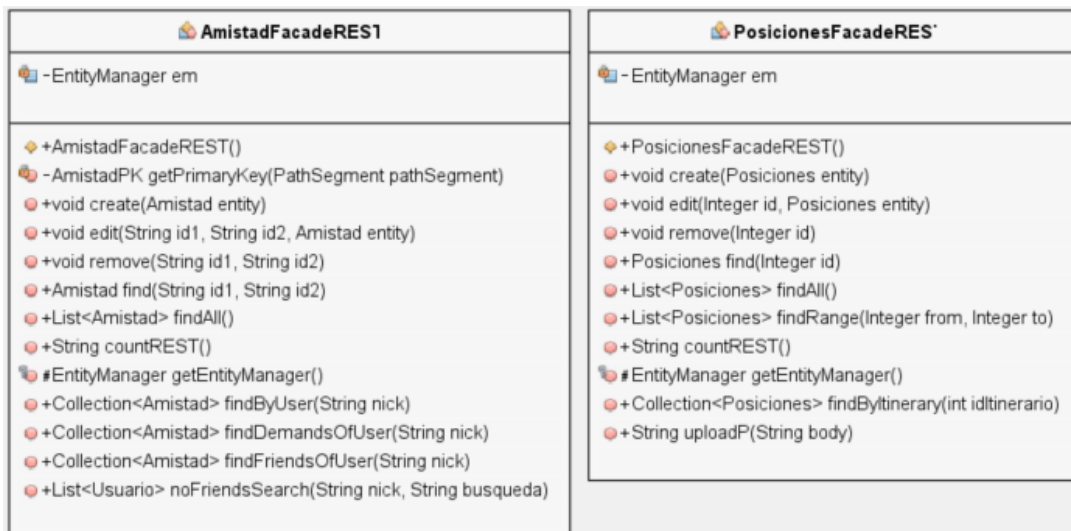 AmistadFacadeREST
-EntityManager em
+AmistadFacadeREST()
-AmistadPK getPrimaryKey(PathSegment pathSegment)
+void create(Amistad entity)
+void edit(String id1, String id2, Amistad entity)
+void remove(String id1, String id2)
+Amistad find(String id1, String id2)
+List<Amistad> findAll()
+String countREST()
#EntityManager getEntityManager()
+Collection<Amistad> findByUser(String nick)
+Collection<Amistad> findDemandsOfUser(String nick)
+Collection<Amistad> findFriendsOfUser(String nick)
+List<Usuario> noFriendsSearch(String nick, String busqueda)
PosicionesFacadeRES
-EntityManager em
+PosicionesFacadeREST()
+void create(Posiciones entity)
+void edit(Integer id, Posiciones entity)
+void remove(Integer id)
+Posiciones find(Integer id)
+List<Posiciones> findAll()
+List<Posiciones> findRange(Integer from, Integer to)
+String countREST()
#EntityManager getEntityManager()
+Collection<Posiciones> findByItinerary(int idItinerario)
+String uploadP(String body)